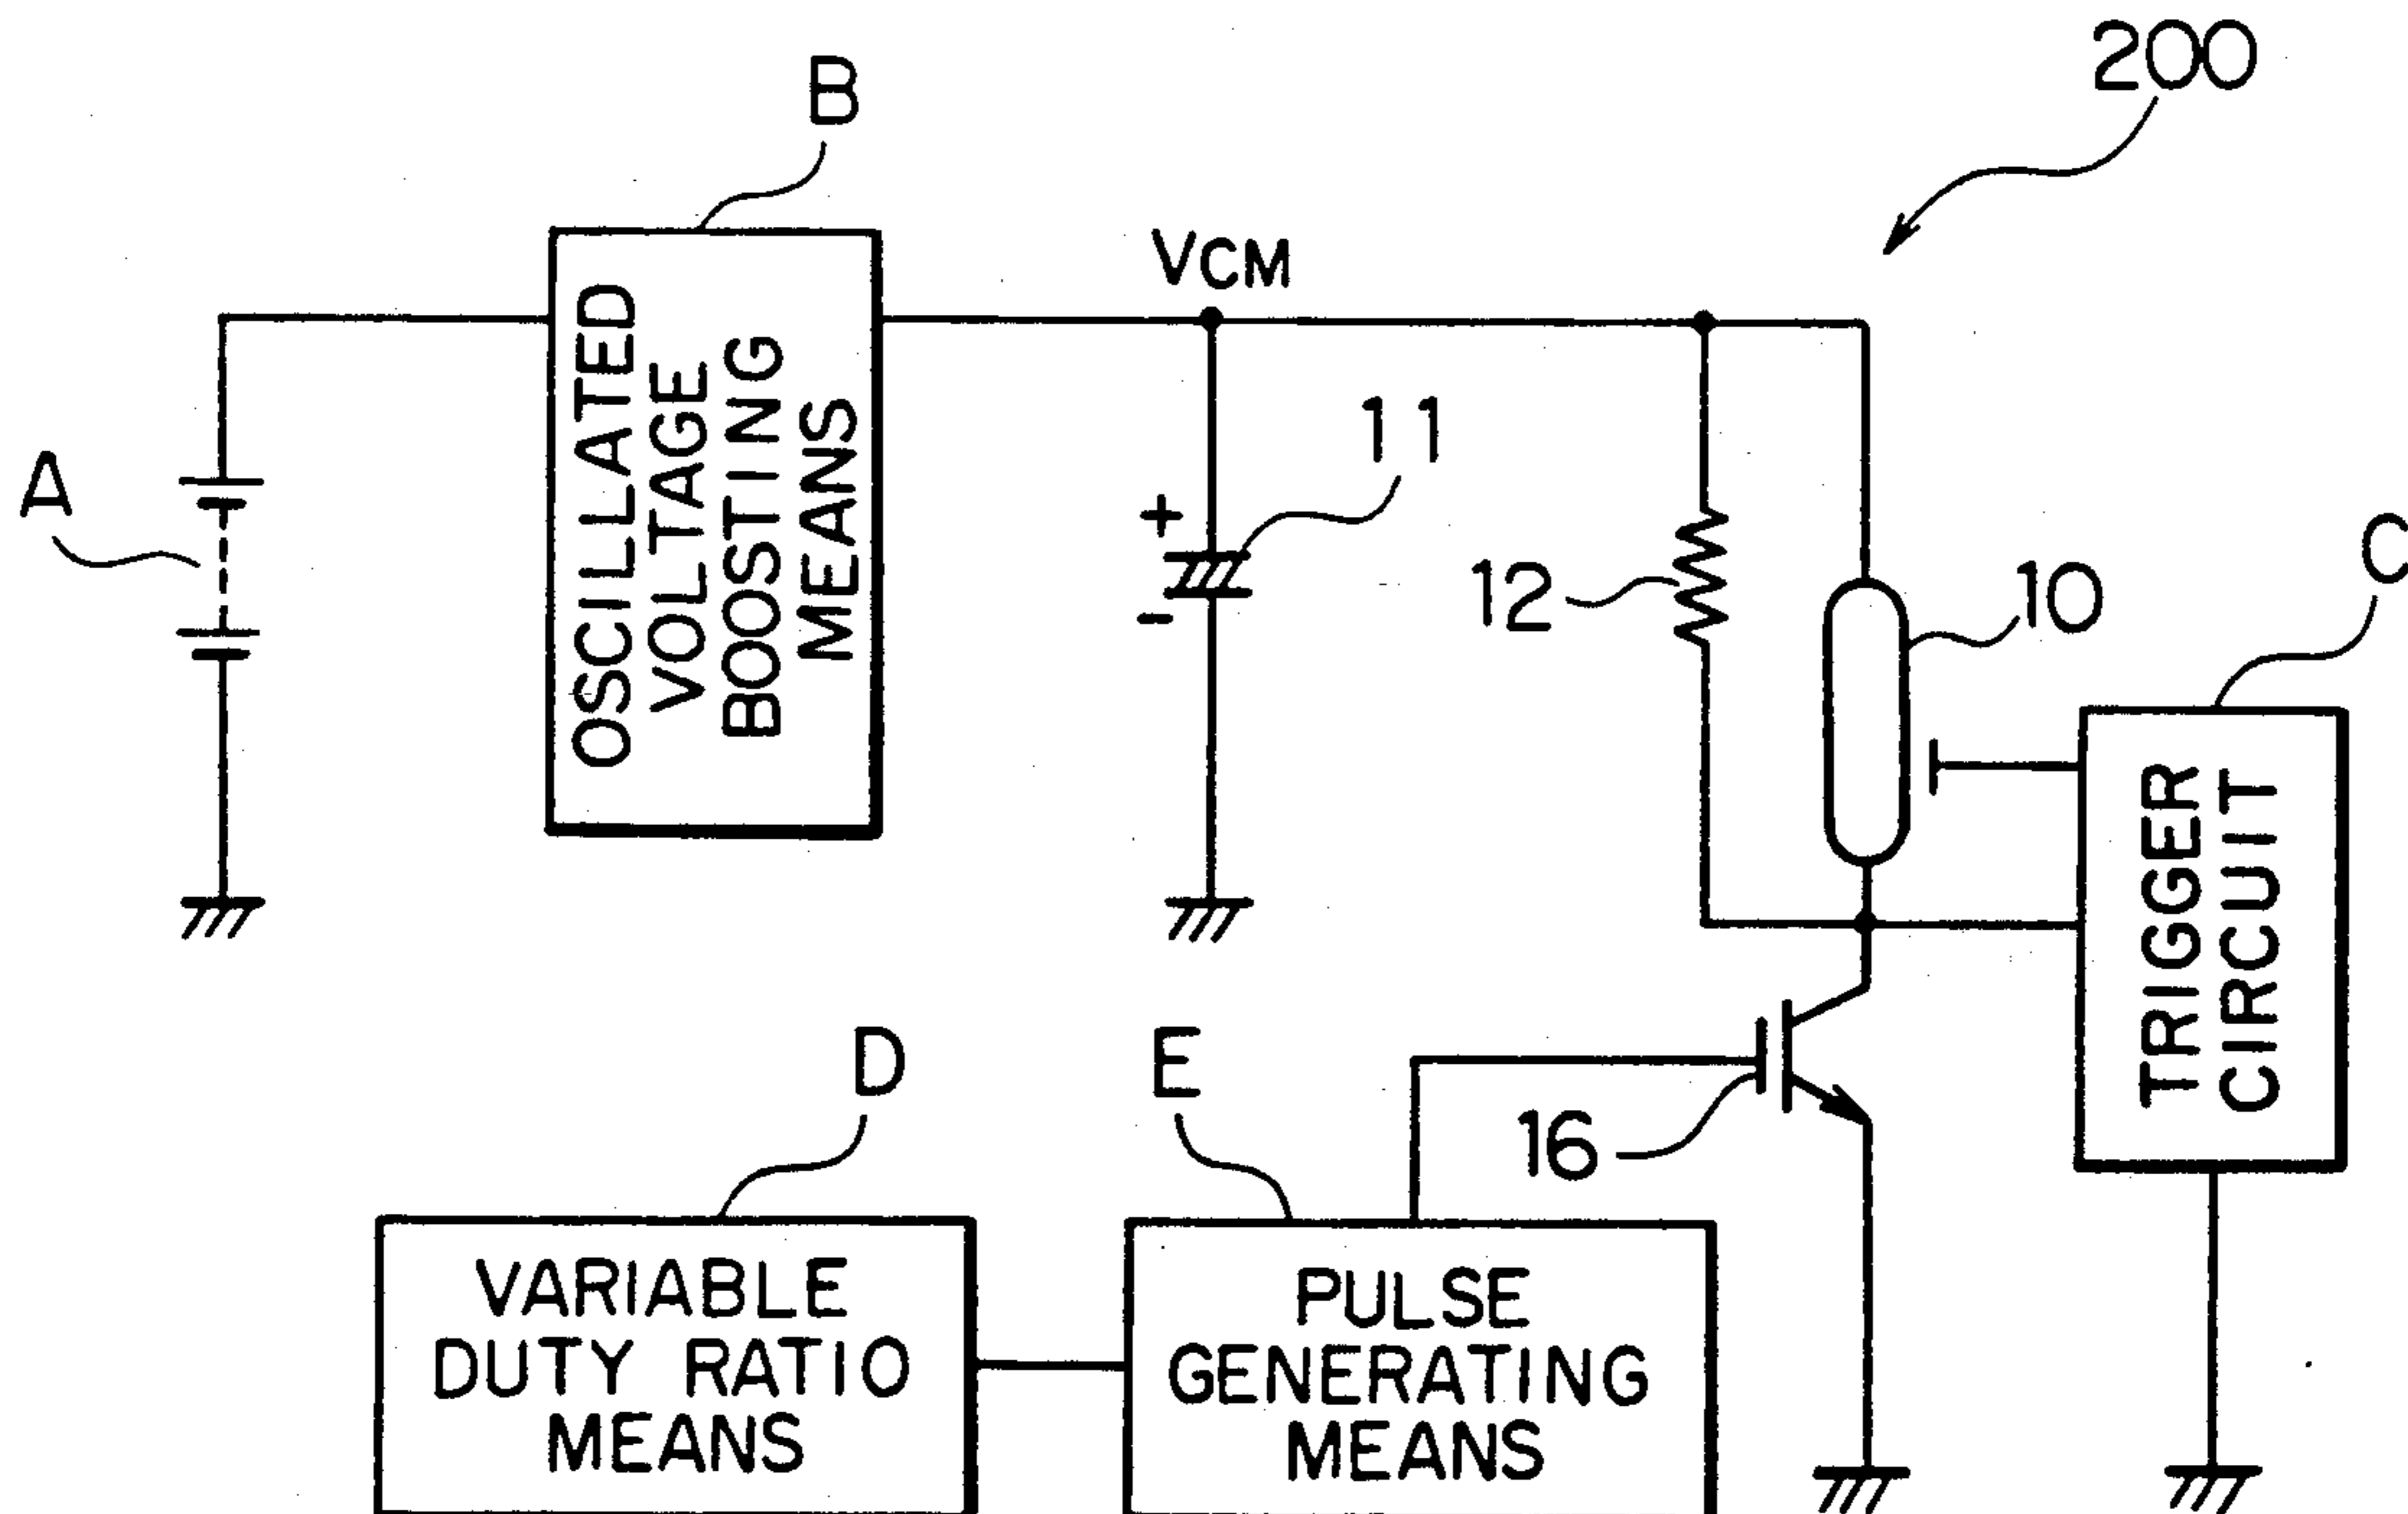 200
B
VCM
A
OSCILLATED
VOLTAGE
BOOSTING
MEANS
+
-
11
12
10
C
TRIGGER
CIRCUIT
D
E
16
VARIABLE
DUTY RATIO
MEANS
PULSE
GENERATING
MEANS